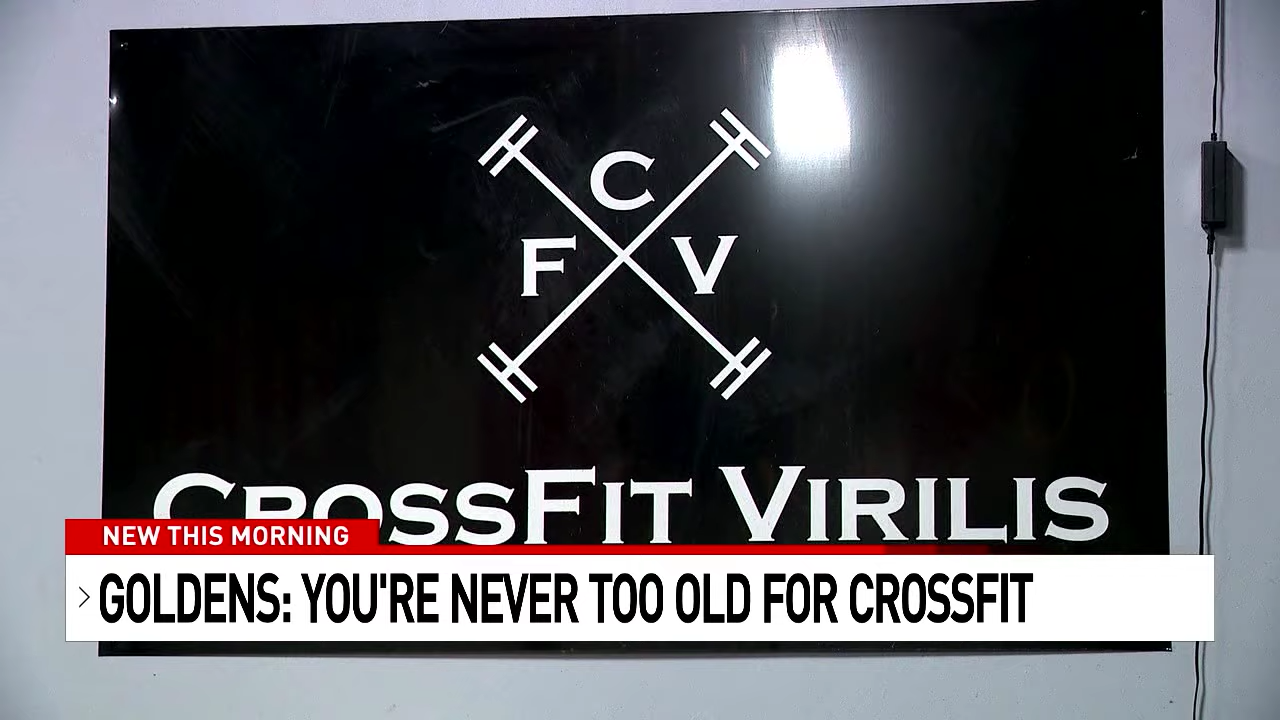 C
F V
CROSSFIT VIRILIS
NEW THIS MORNING
GOLDENS: YOU'RE NEVER TOO OLD FOR CROSSFIT